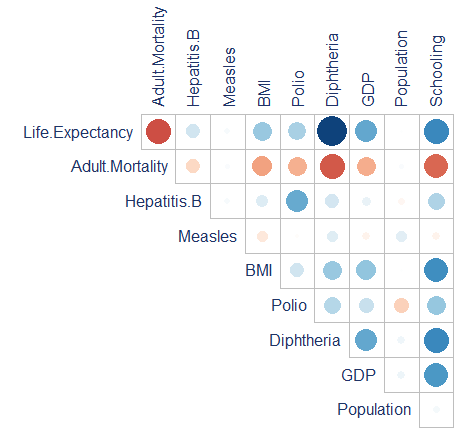 Adult.Mortality
Hepatitis.B
Measles
BMI
Polio
Diphtheria
GDP
Population
Schooling
Life.Expectancy
Adult.Mortality
Hepatitis.B
Measles
BMI
Polio
Diphtheria
GDP
Population